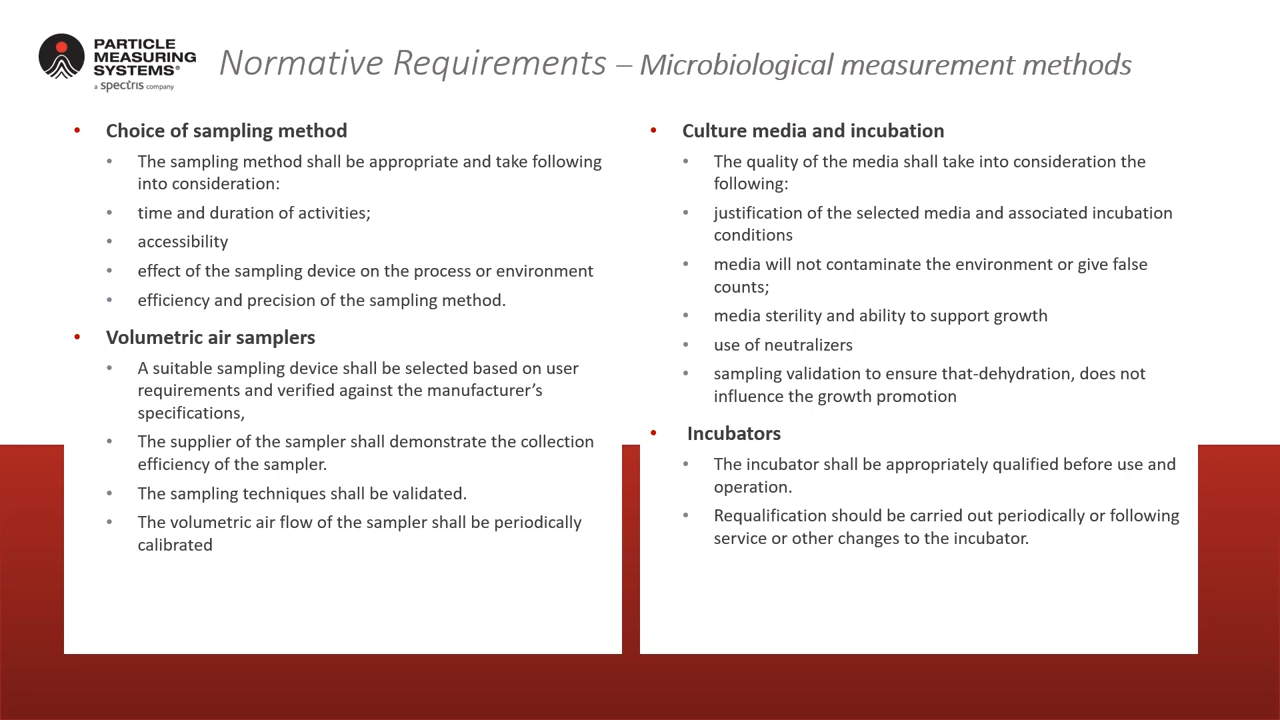 PARTICLE
MEASURING
SYSTEMS®
a spectris company
Normative Requirements – Microbiological measurement methods
• Choice of sampling method
• The sampling method shall be appropriate and take following
into consideration:
• time and duration of activities;
• accessibility
• effect of the sampling device on the process or environment
• efficiency and precision of the sampling method.
• Volumetric air samplers
• A suitable sampling device shall be selected based on user
requirements and verified against the manufacturer’s
specifications,
• The supplier of the sampler shall demonstrate the collection
efficiency of the sampler.
• The sampling techniques shall be validated.
• The volumetric air flow of the sampler shall be periodically
calibrated
• Culture media and incubation
• The quality of the media shall take into consideration the
following:
• justification of the selected media and associated incubation
conditions
• media will not contaminate the environment or give false
counts;
• media sterility and ability to support growth
• use of neutralizers
• sampling validation to ensure that-dehydration, does not
influence the growth promotion
• Incubators
• The incubator shall be appropriately qualified before use and
operation.
• Requalification should be carried out periodically or following
service or other changes to the incubator.